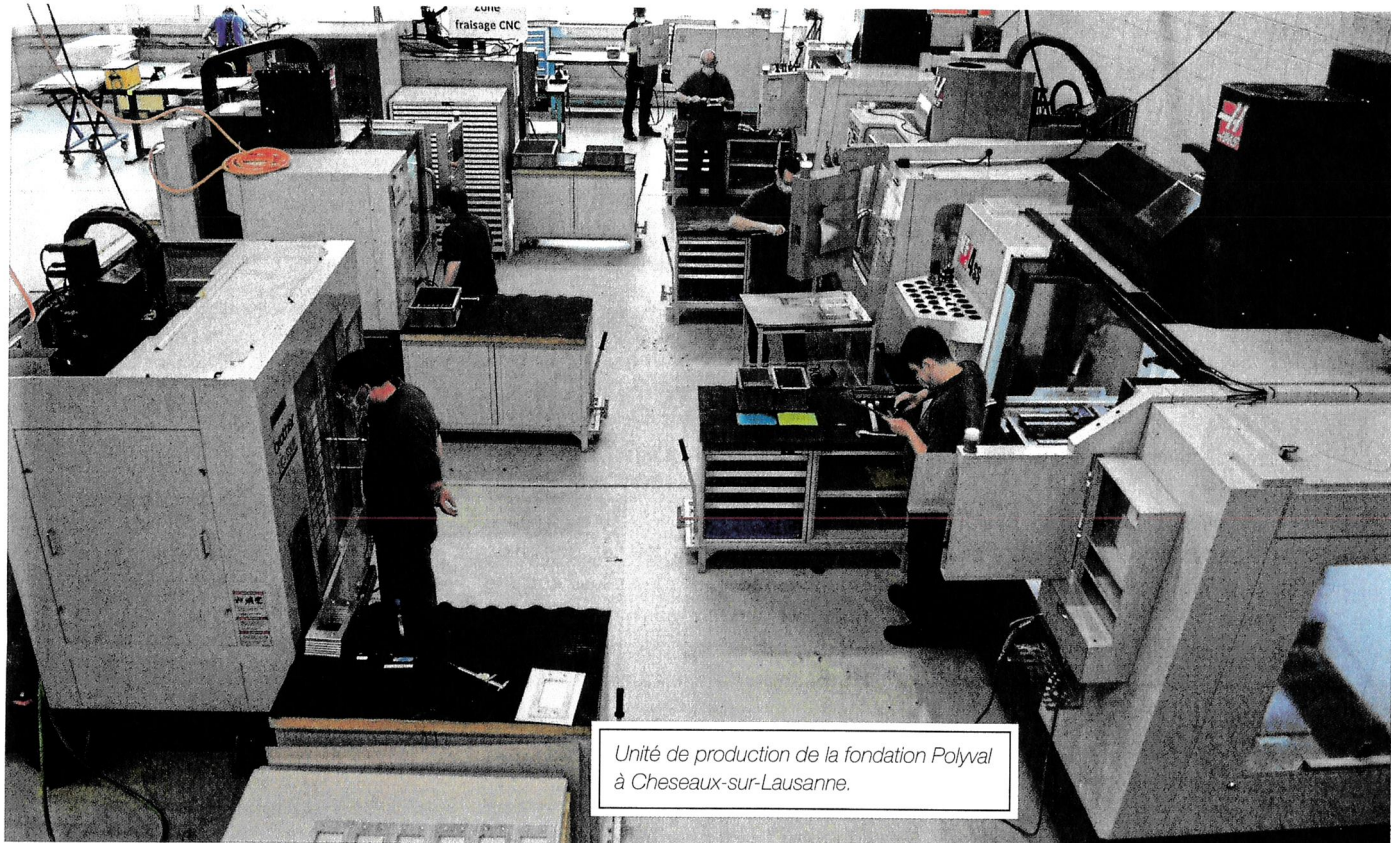 Zone
fraisage CNC
Unité de production de la fondation Polyval
à Cheseaux-sur-Lausanne.